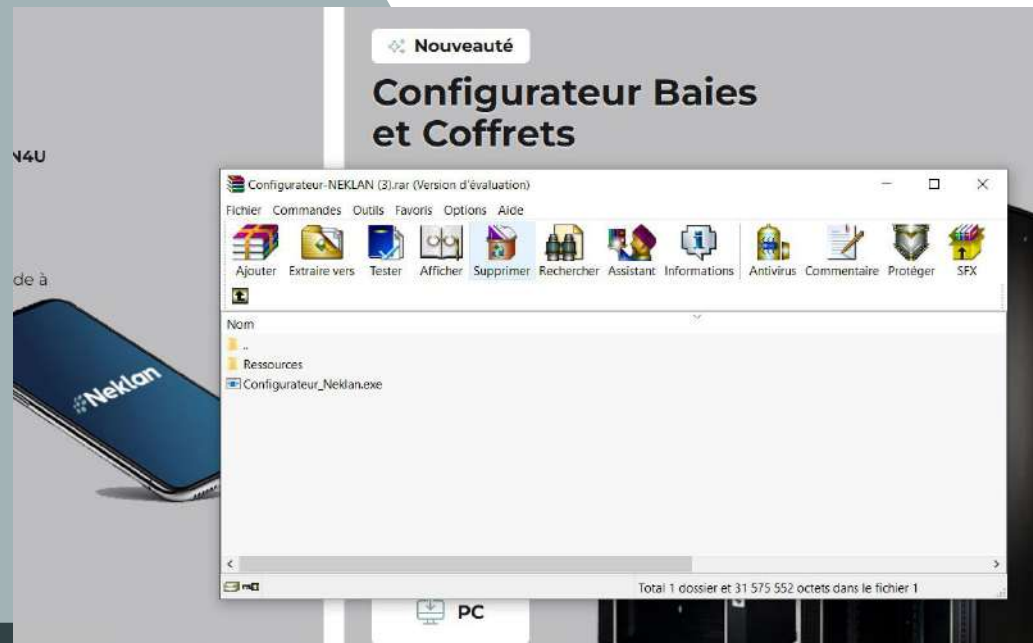 Nouveauté
Configurateur Baies
et Coffrets
N4U
de à
Neklan
Configurateur-NEKLAN (3).rar (Version d'évaluation)
Fichier Commandes Outils Favoris Options Aide
Ajouter Extraire vers Tester Afficher Supprimer Rechercher Assistant Informations Antivirus Commentaire Protéger SFX
Nom
..
Ressources
Configurateur_Neklan.exe
Total 1 dossier et 31 575 552 octets dans le fichier 1
PC